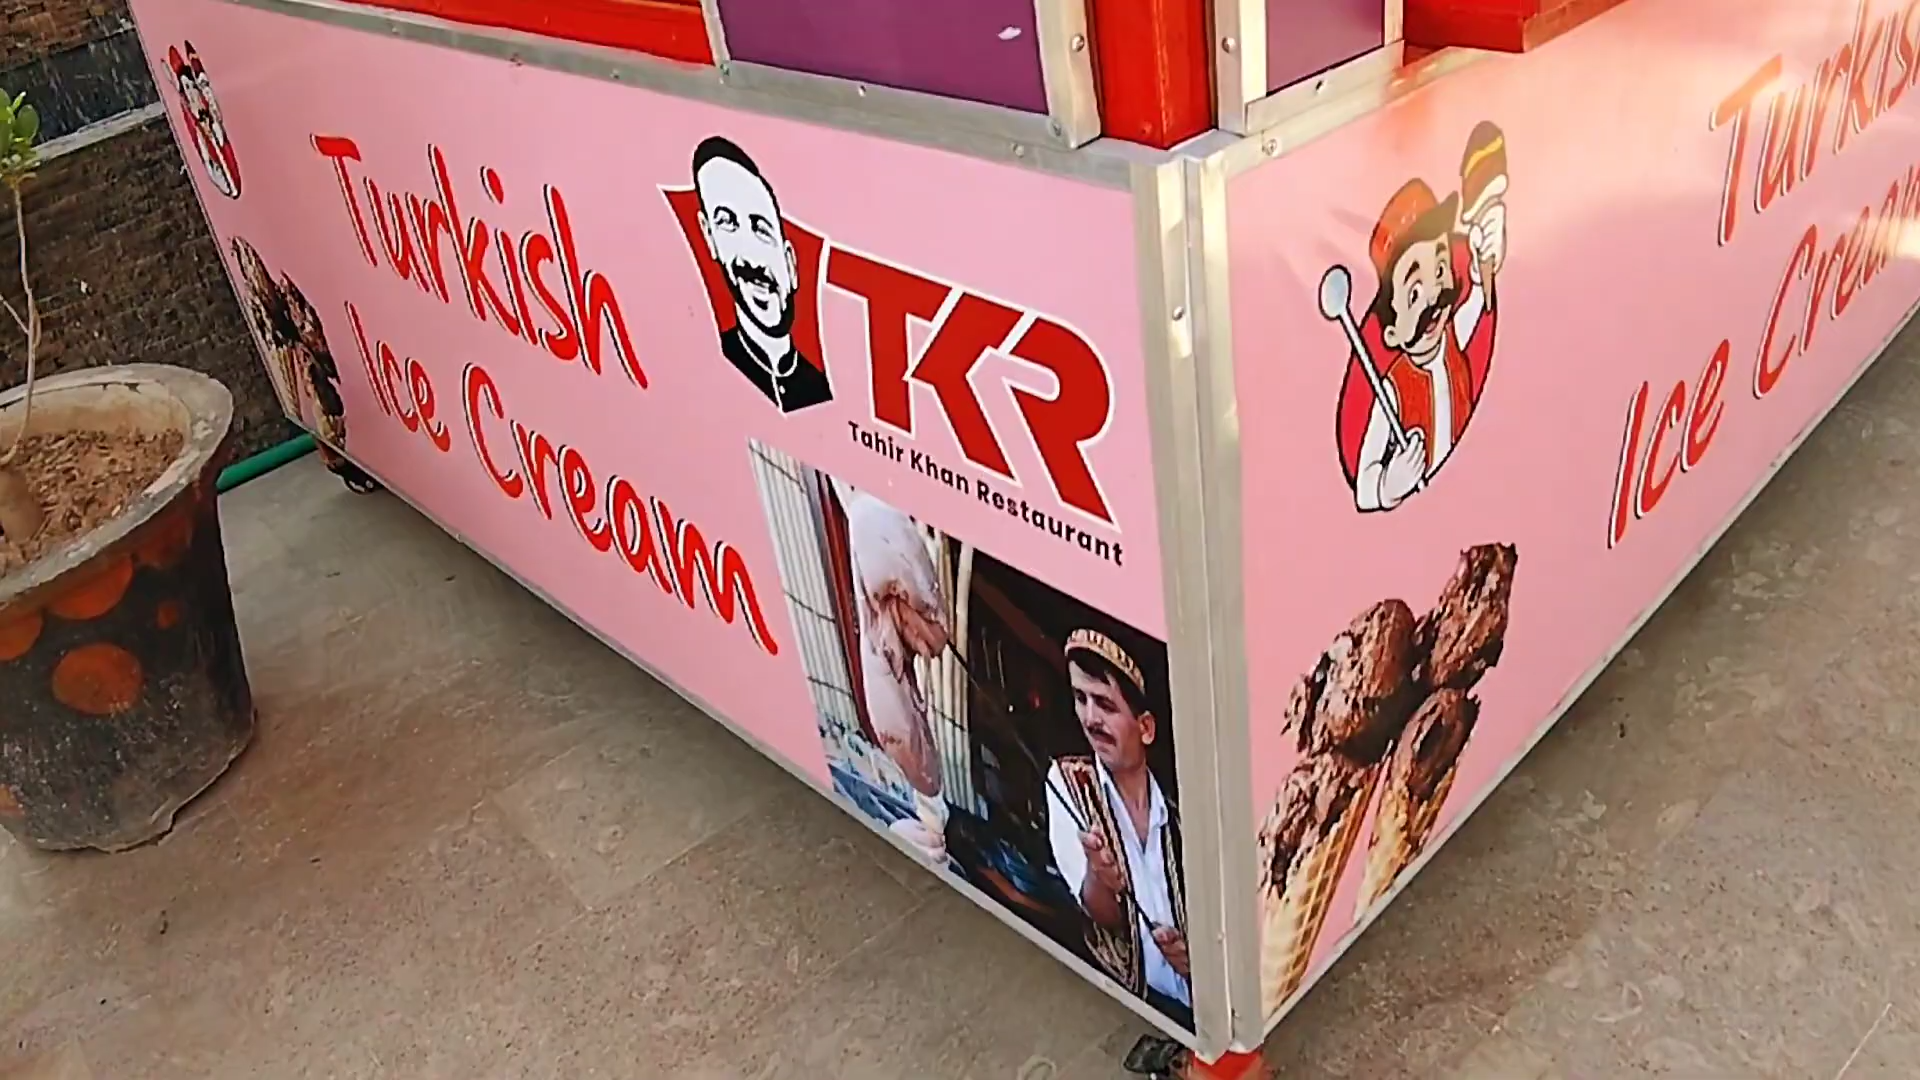 Turkish
Ice Cream
TKR
Tahir Khan Restaurant
Turkish
Ice Cream